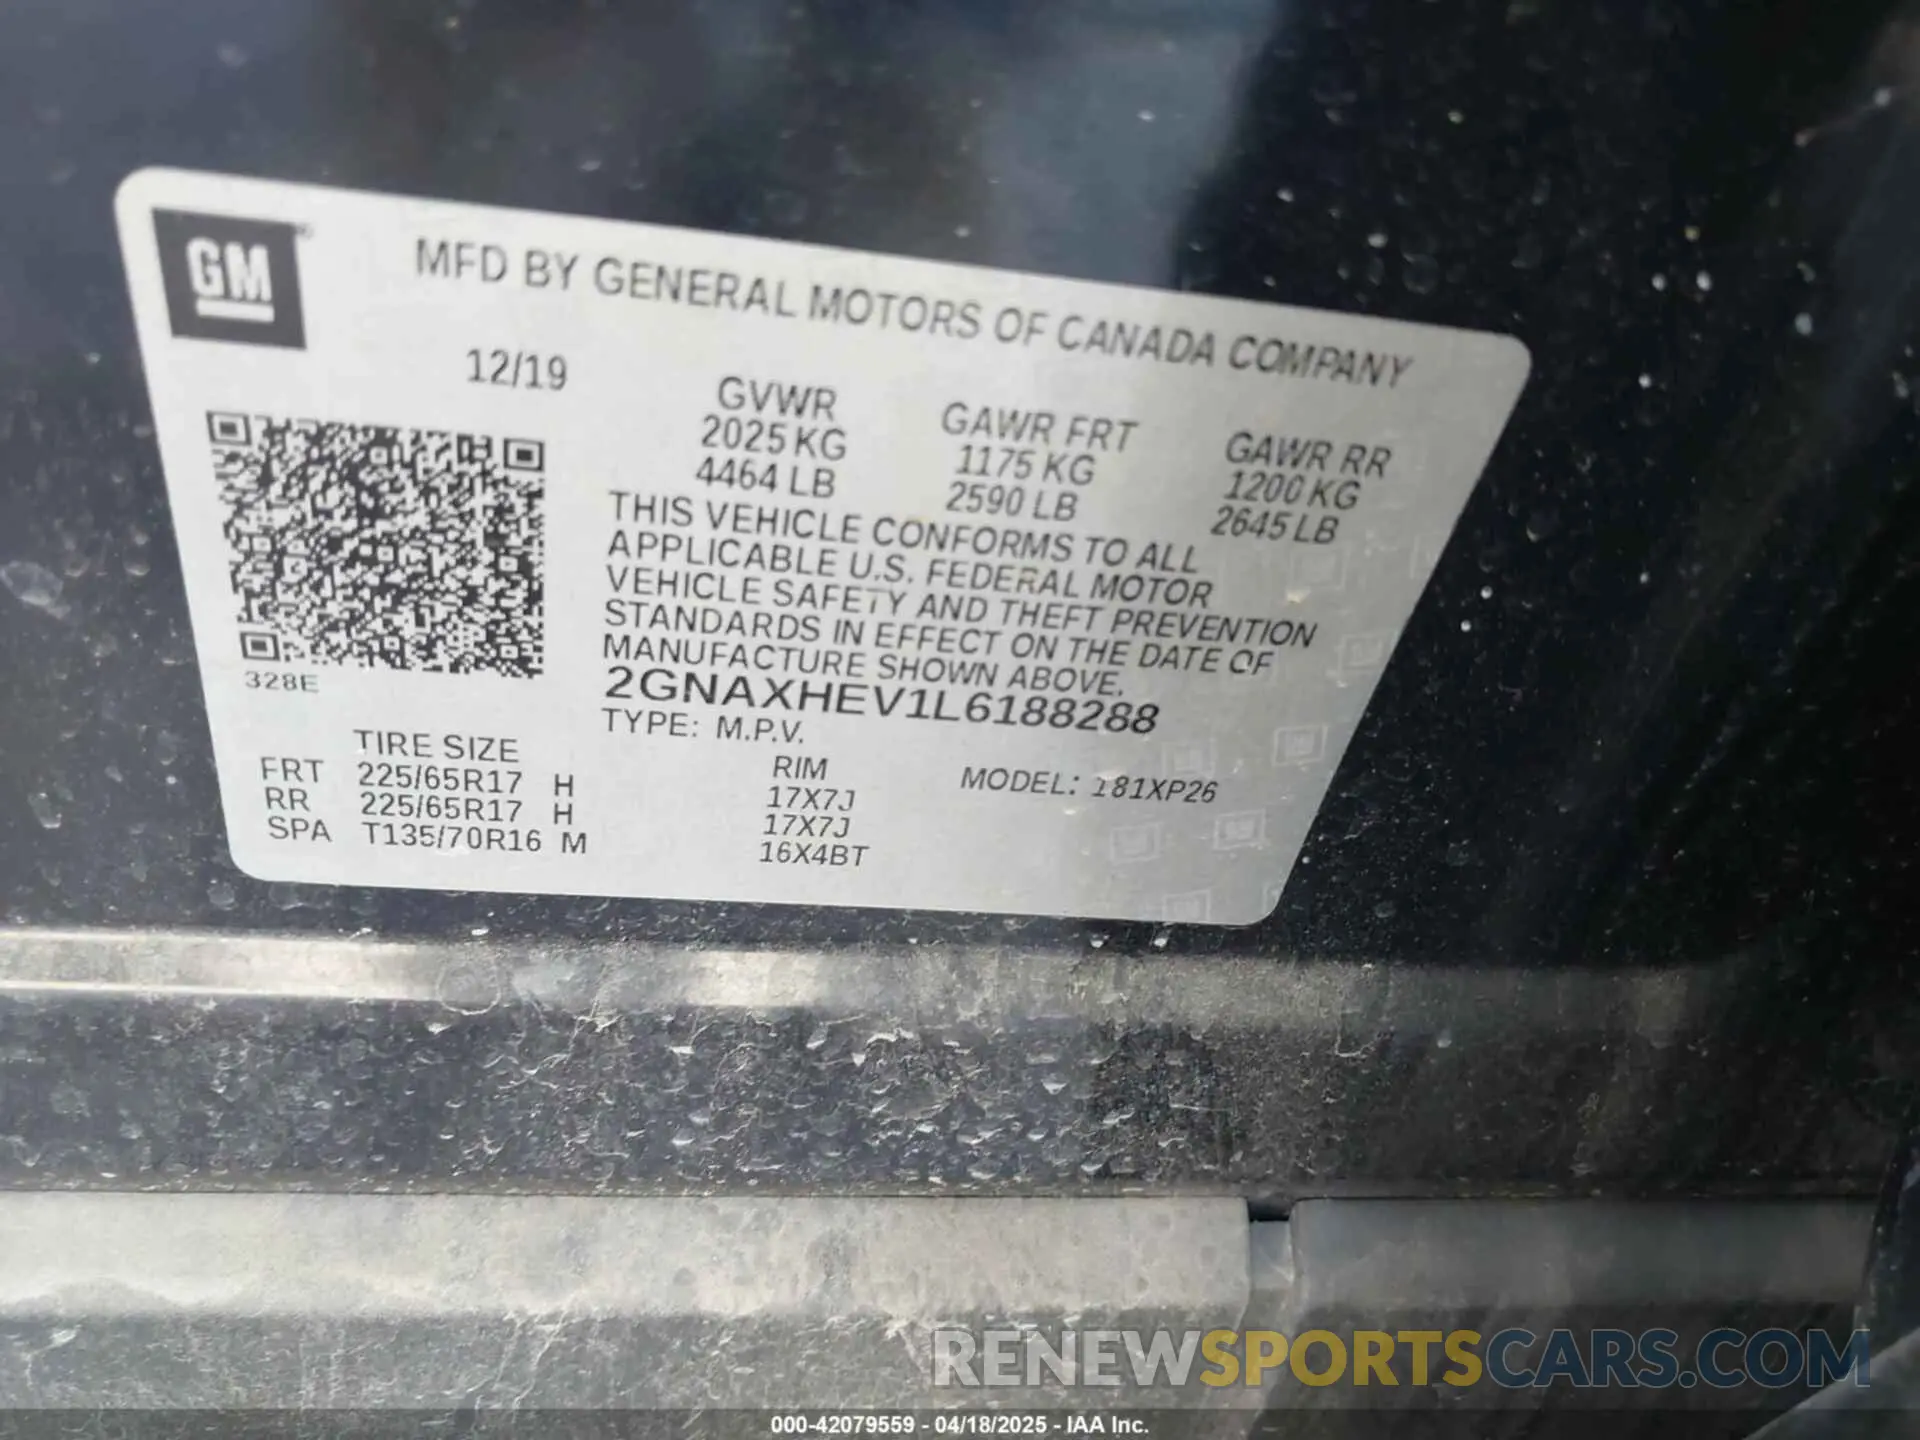 GM
MFD BY GENERAL MOTORS OF CANADA COMPANY
12/19
GVWR
2025 KG
4464 LB
GAWR FRT
1175 KG
2590 LB
GAWR RR
1200 KG
2645 LB
THIS VEHICLE CONFORMS TO ALL
APPLICABLE U.S. FEDERAL MOTOR
VEHICLE SAFETY AND THEFT PREVENTION
STANDARDS IN EFFECT ON THE DATE OF
MANUFACTURE SHOWN ABOVE.
2GNAXHEV1L6188288
TYPE: M.P.V.
328E
TIRE SIZE
RIM
MODEL: 181XP26
FRT 225/65R17 H 17X7J
RR 225/65R17 H 17X7J
SPA T135/70R16 M 16X4BT
RENEWSPORTSCARS.COM
000-42079559 - 04/18/2025 - IAA Inc.